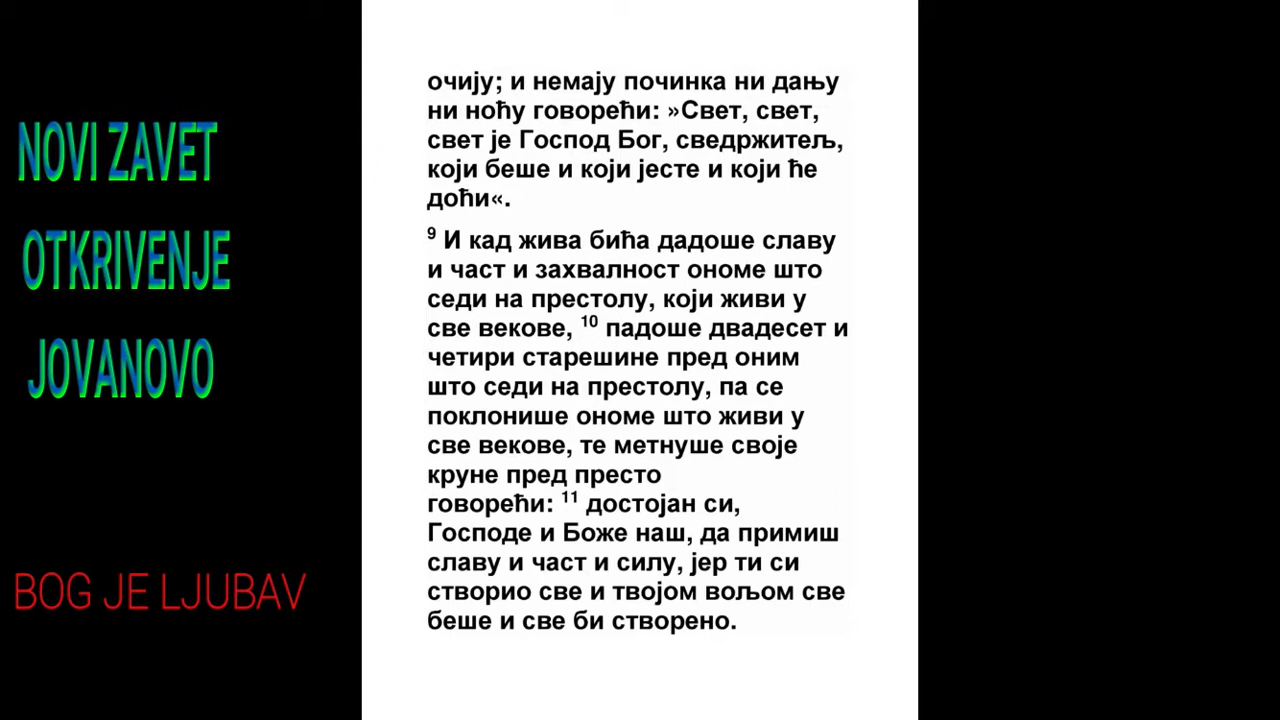 NOVI ZAVET
OTKRIVENJE
JOVANOVO
BOG JE LJUBAV
очију; и немају починка ни дању
ни ноћу говорећи: »Свет, свет,
свет је Господ Бог, сведржитељ,
који беше и који јесте и који ће
доћи«.
9 И кад жива бића дадоше славу
и част и захвалност ономе што
седи на престолу, који живи у
све векове, 10 падоше двадесет и
четири старешине пред оним
што седи на престолу, па се
поклонише ономе што живи у
све векове, те метнуше своје
круне пред престо
говорећи: 11 достојан си,
Господе и Боже наш, да примиш
славу и част и силу, јер ти си
створио све и твојом вољом све
беше и све би створено.